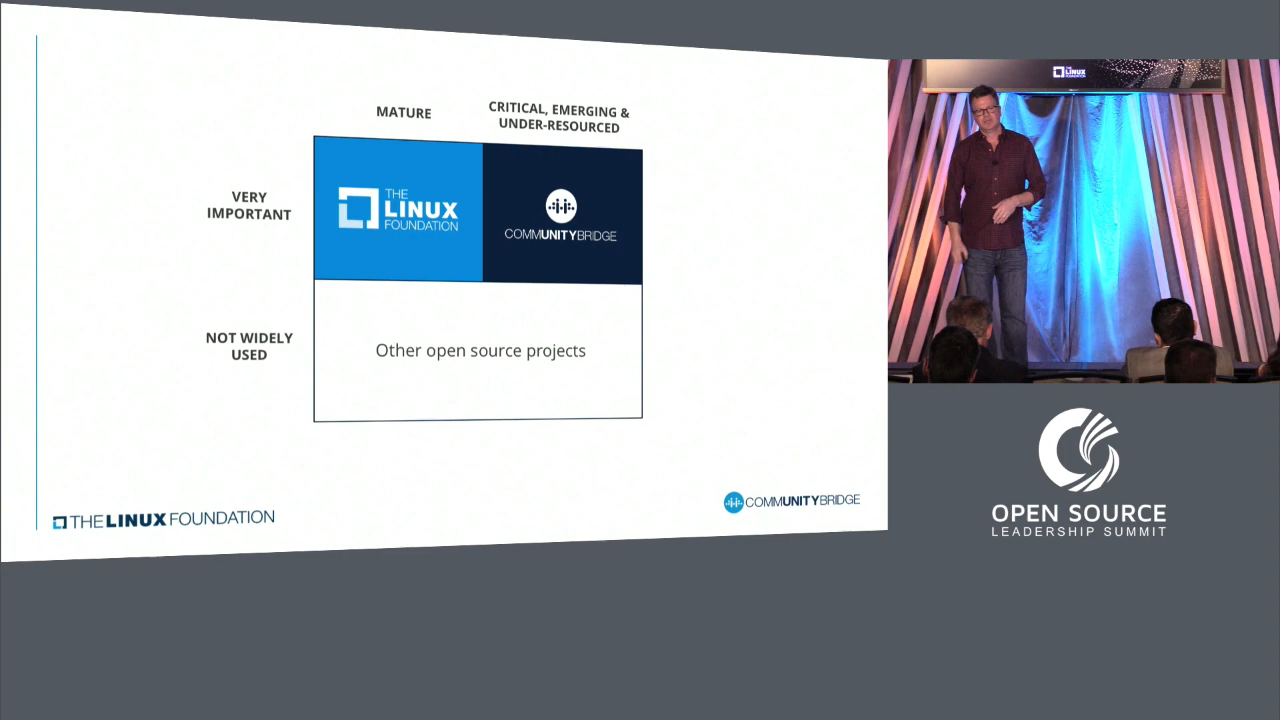 MATURE
CRITICAL, EMERGING &
UNDER-RESOURCED
VERY
IMPORTANT
THE
LINUX
FOUNDATION
COMMUNITYBRIDGE
NOT WIDELY
USED
Other open source projects
THE LINUX FOUNDATION
COMMUNITYBRIDGE
THE
LINUX
FOUNDATION
OPEN SOURCE
LEADERSHIP SUMMIT